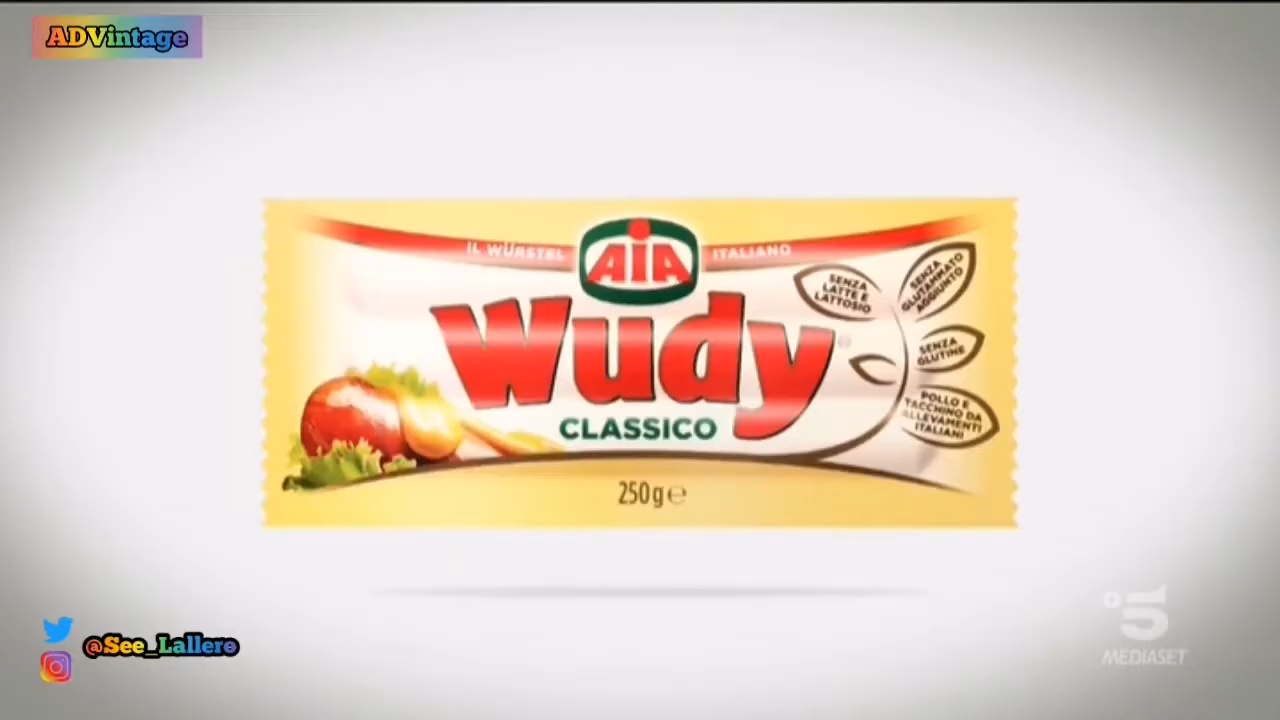 ADVintage
IL WÜRSTEL AIA ITALIANO
Wudy
CLASSICO
SENZA
LATTE E
LATTOSIO
SENZA
GLUTAMMATO
AGGIUNTO
SENZA
GLUTINE
POLLO E
TACCHINO DA
ALLEVAMENTI
ITALIANI
250 g ℮
@See_Lallero
5
MEDIASET